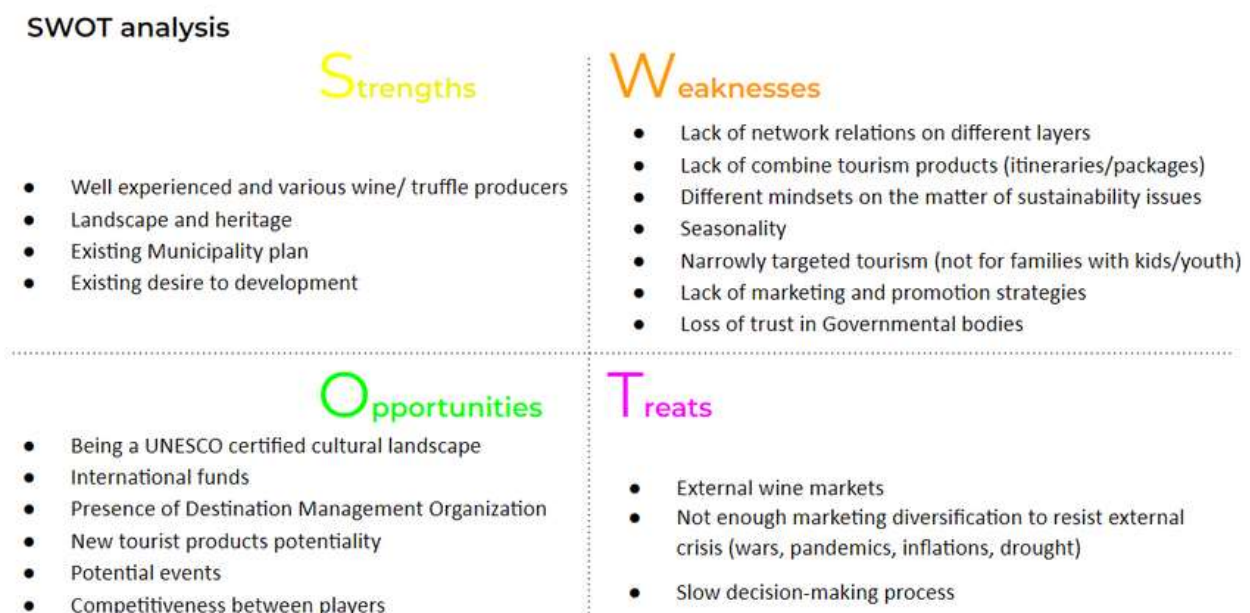 SWOT analysis
Strengths
● Well experienced and various wine/ truffle producers
● Landscape and heritage
● Existing Municipality plan
● Existing desire to development
Weaknesses
● Lack of network relations on different layers
● Lack of combine tourism products (itineraries/packages)
● Different mindsets on the matter of sustainability issues
● Seasonality
● Narrowly targeted tourism (not for families with kids/youth)
● Lack of marketing and promotion strategies
● Loss of trust in Governmental bodies
Opportunities
● Being a UNESCO certified cultural landscape
● International funds
● Presence of Destination Management Organization
● New tourist products potentiality
● Potential events
● Competitiveness between players
Treats
● External wine markets
● Not enough marketing diversification to resist external
crisis (wars, pandemics, inflations, drought)
● Slow decision-making process